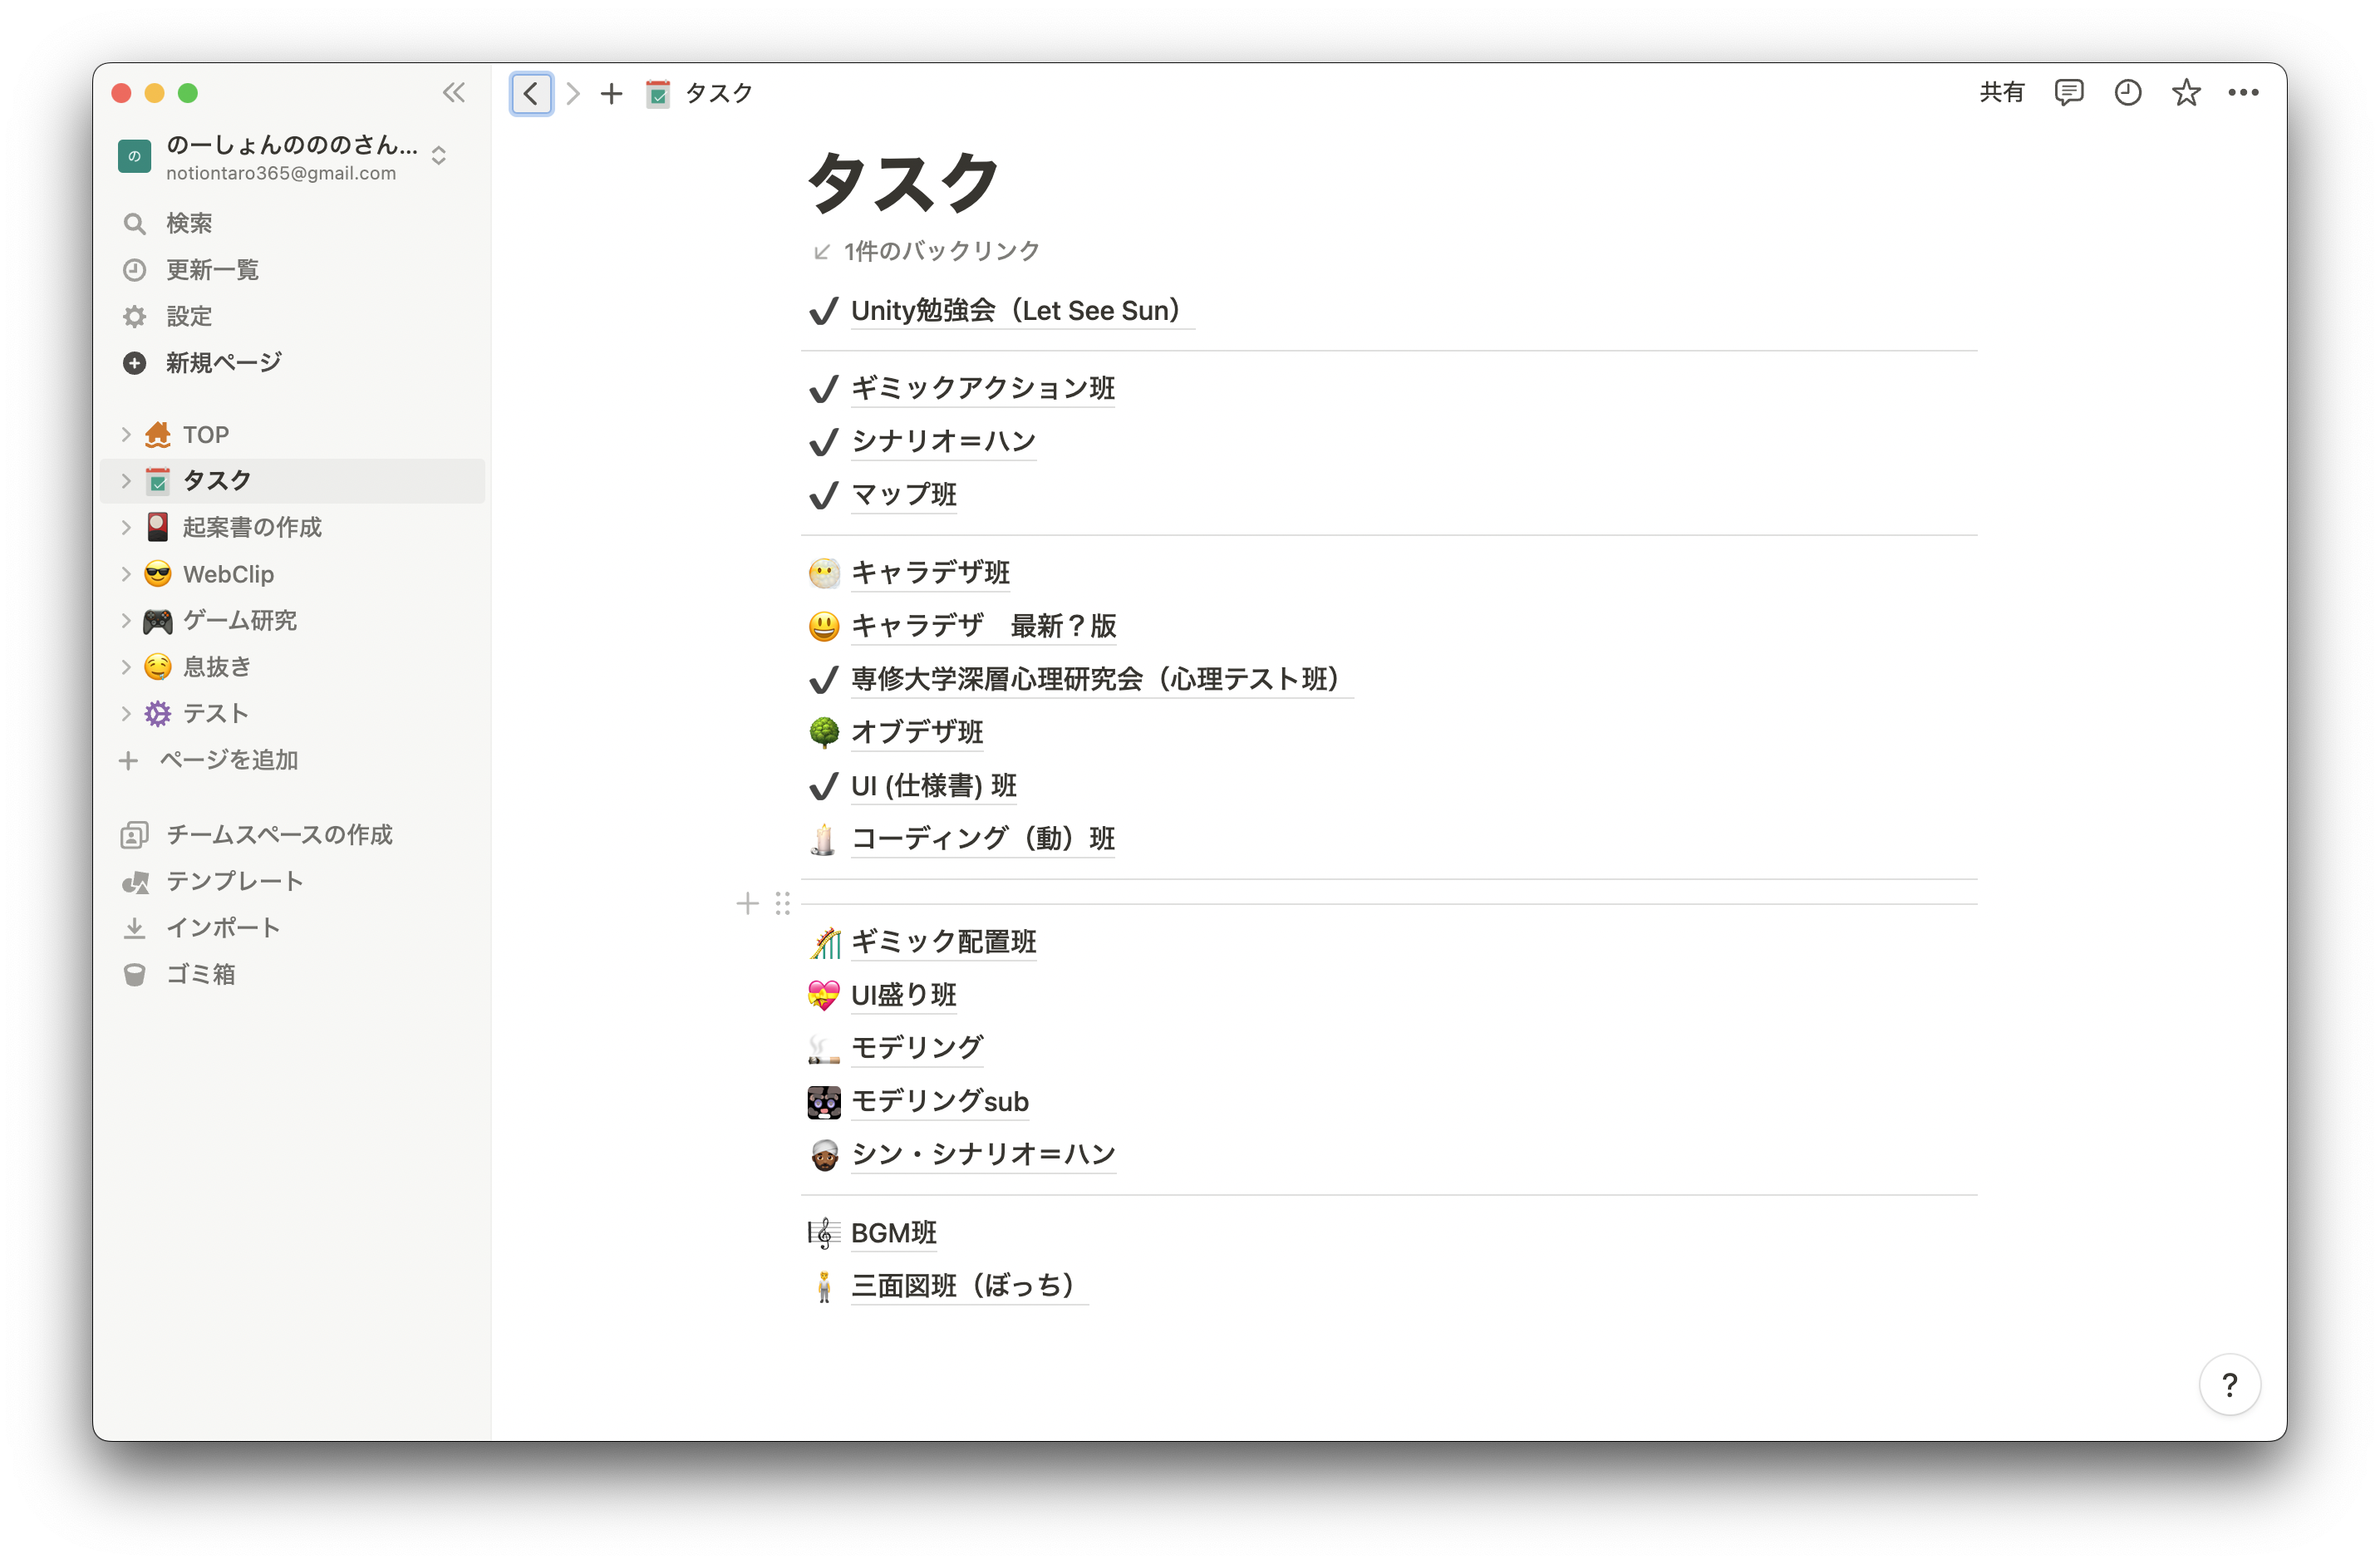 タスク
共有
の
のーしょんのののさん...
notiontaro365@gmail.com
検索
更新一覧
設定
新規ページ
TOP
タスク
起案書の作成
WebClip
ゲーム研究
息抜き
テスト
ページを追加
チームスペースの作成
テンプレート
インポート
ゴミ箱
タスク
1件のバックリンク
Unity勉強会（Let See Sun）
ギミックアクション班
シナリオ＝ハン
マップ班
キャラデザ班
キャラデザ　最新？版
専修大学深層心理研究会（心理テスト班）
オブデザ班
UI (仕様書) 班
コーディング（動）班
ギミック配置班
UI盛り班
モデリング
モデリングsub
シン・シナリオ＝ハン
BGM班
三面図班（ぼっち）
?